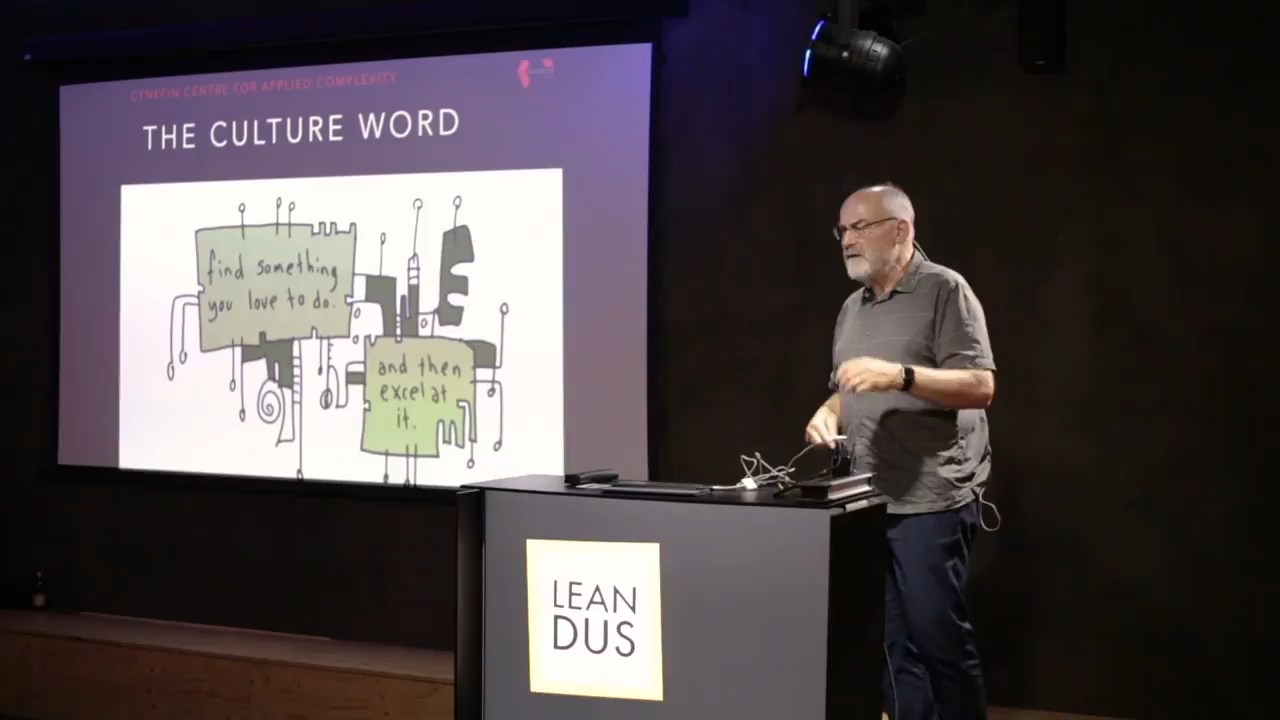 CYNEFIN CENTRE FOR APPLIED COMPLEXITY
THE CULTURE WORD
find something
you love to do.
and then
excel at
it.
LEAN
DUS